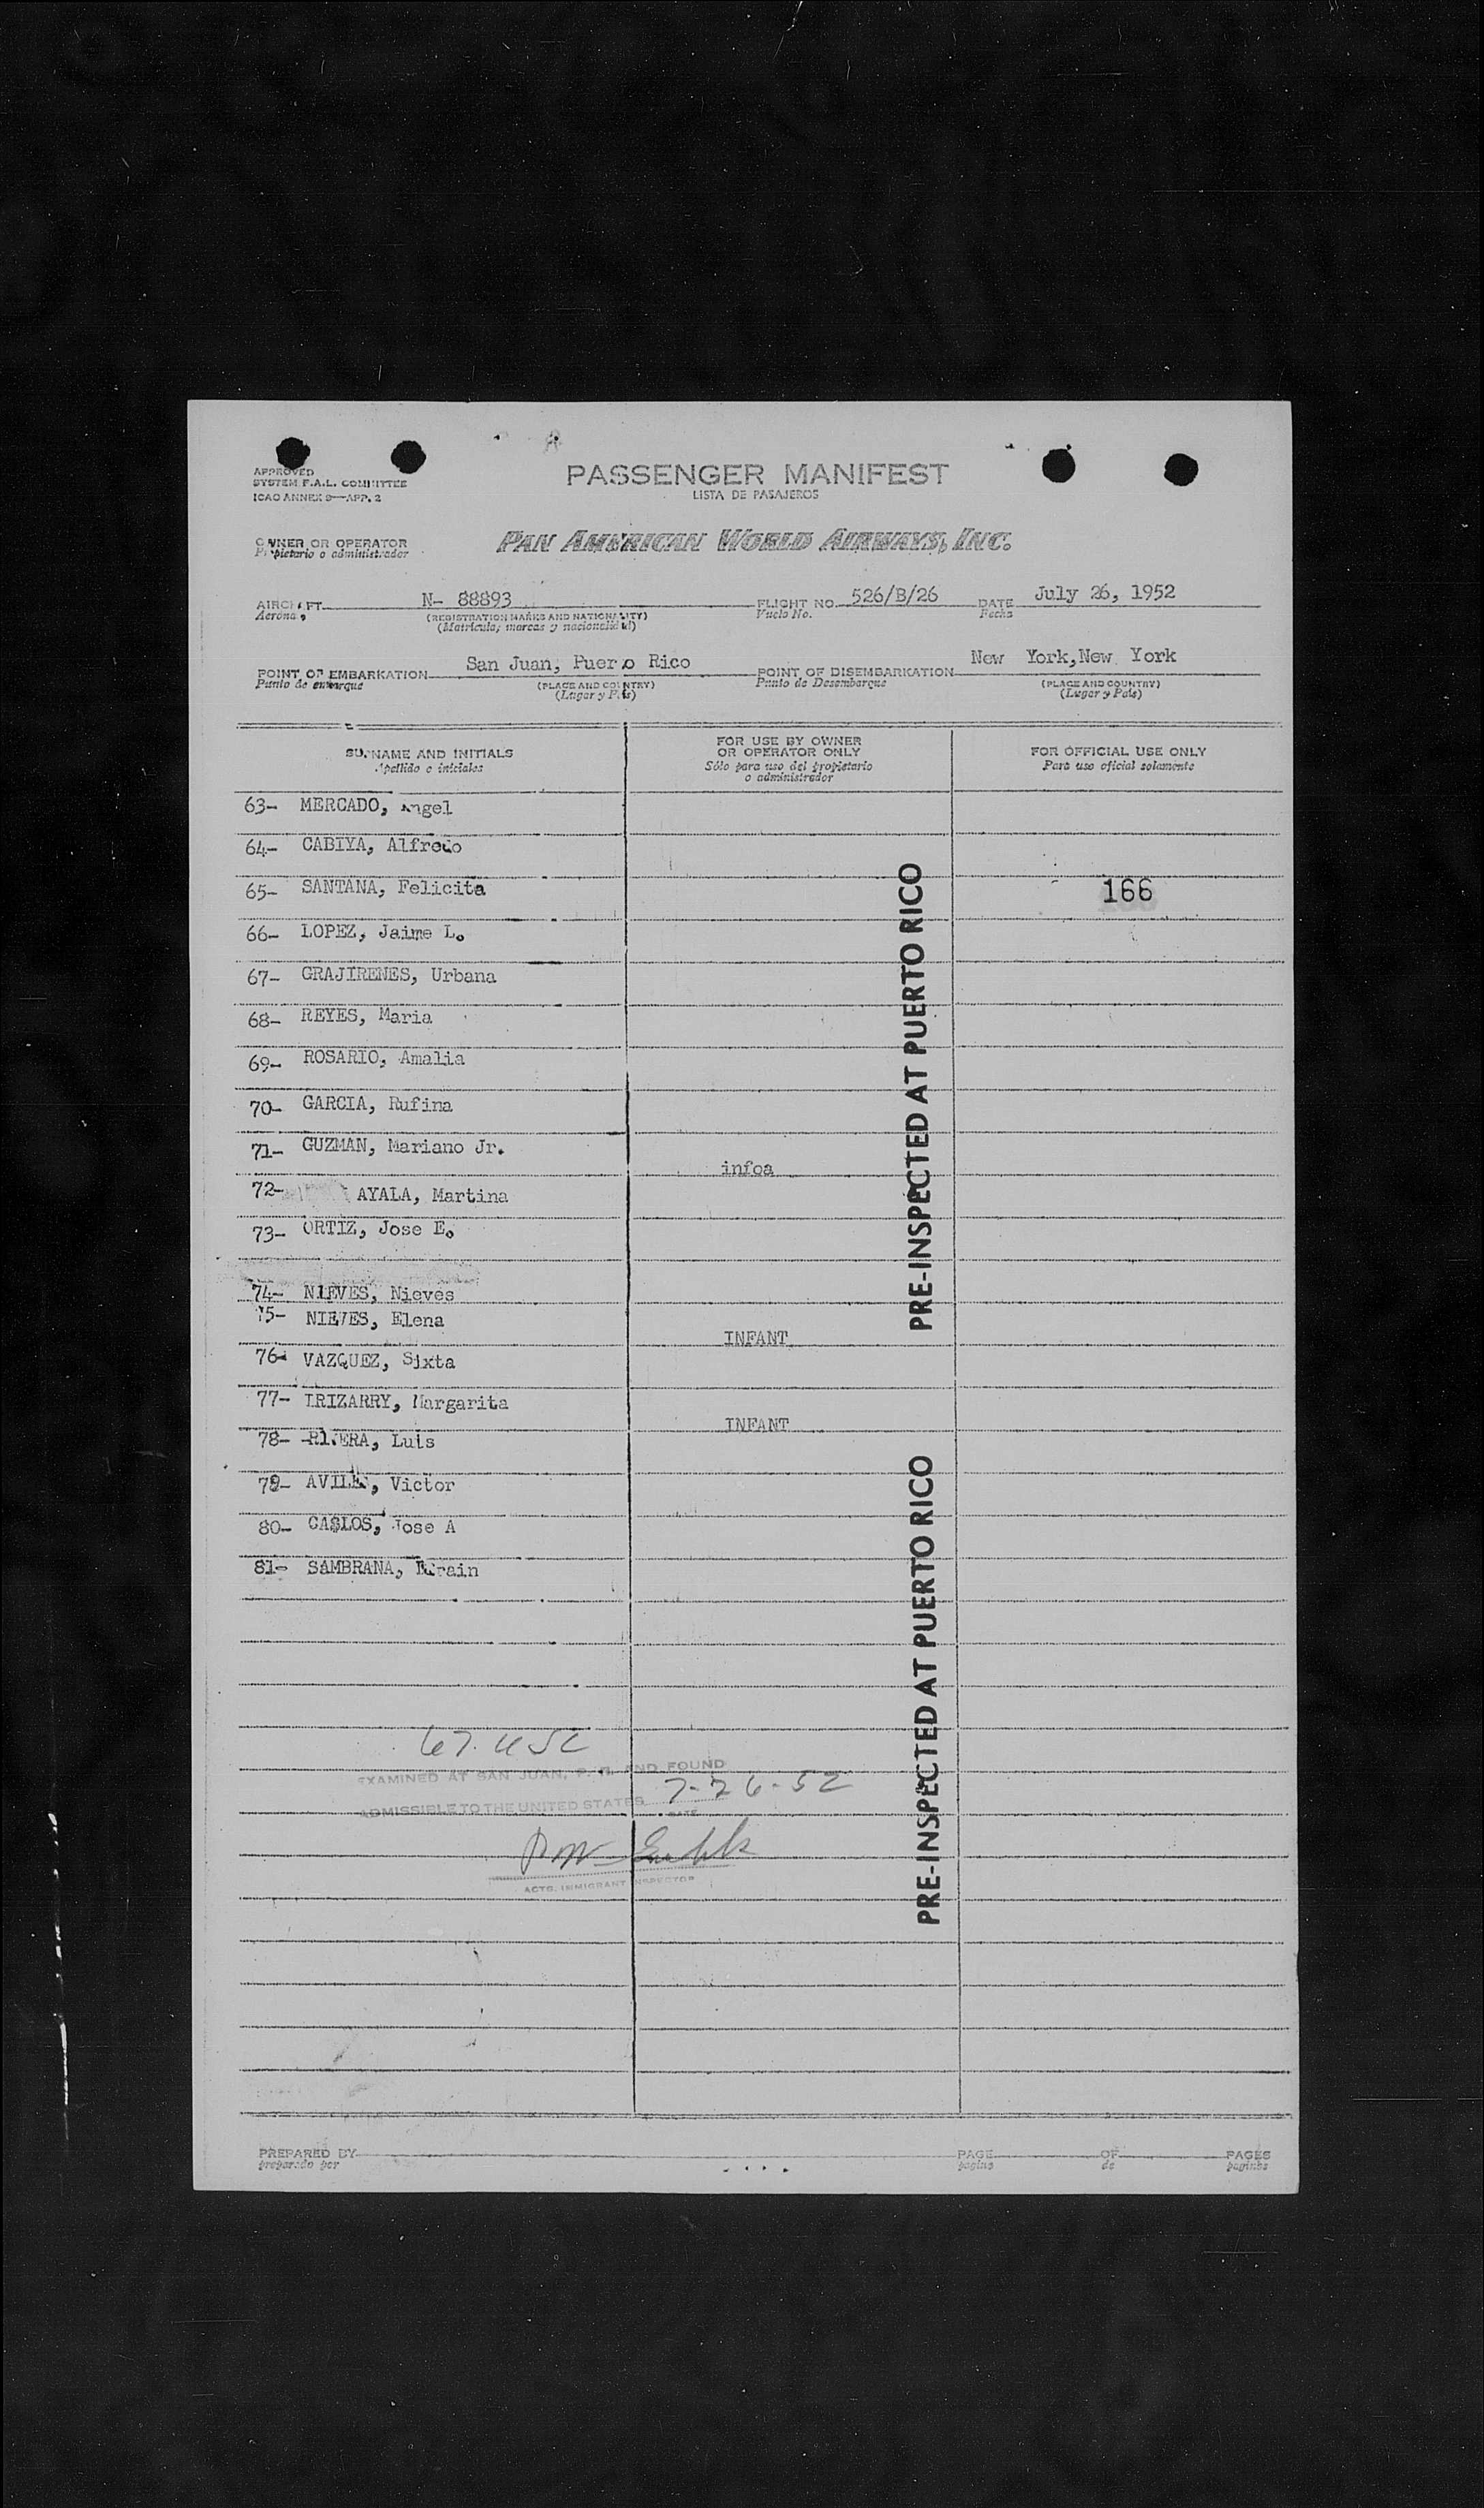 APPROVED
SYSTEM F.A.L. COMMITTEE
ICAO ANNEX 9—APP. 2
PASSENGER MANIFEST
LISTA DE PASAJEROS
OWNER OR OPERATOR
Propietario o administrador
PAN AMERICAN WORLD AIRWAYS, INC.
AIRCRAFT N- 88893 FLIGHT NO. 526/B/26 DATE July 26, 1952
Aeronave (REGISTRATION MARKS AND NATIONALITY) Vuelo No. Fecha
(Matrícula, marcas y nacionalidad)
POINT OF EMBARKATION San Juan, Puerto Rico POINT OF DISEMBARKATION New York, New York
Punto de embarque (PLACE AND COUNTRY) Punto de Desembarque (PLACE AND COUNTRY)
(Lugar y País) (Lugar y País)
SURNAME AND INITIALS
Apellido e iniciales
FOR USE BY OWNER
OR OPERATOR ONLY
Sólo para uso del propietario
o administrador
FOR OFFICIAL USE ONLY
Para uso oficial solamente
63- MERCADO, Angel
64- CABIYA, Alfredo
65- SANTANA, Felicita 166
66- LOPEZ, Jaime L.
67- GRAJIRENES, Urbana
68- REYES, Maria
69- ROSARIO, Amalia
70- GARCIA, Rufina
71- GUZMAN, Mariano Jr.
infoa
72- AYALA, Martina
73- ORTIZ, Jose E.
74- NIEVES, Nieves
75- NIEVES, Elena
INFANT
76- VAZQUEZ, Sixta
77- IRIZARRY, Margarita
INFANT
78- RIVERA, Luis
79- AVILES, Victor
80- CASLOS, Jose A
81- SAMBRANA, Efrain
PRE-INSPECTED AT PUERTO RICO
PRE-INSPECTED AT PUERTO RICO
67 USC
EXAMINED AT SAN JUAN, P. R. AND FOUND
ADMISSIBLE TO THE UNITED STATES 7-26-52
DATE
ACTG. IMMIGRANT INSPECTOR
PREPARED BY PAGE OF PAGES
preparado por página de páginas